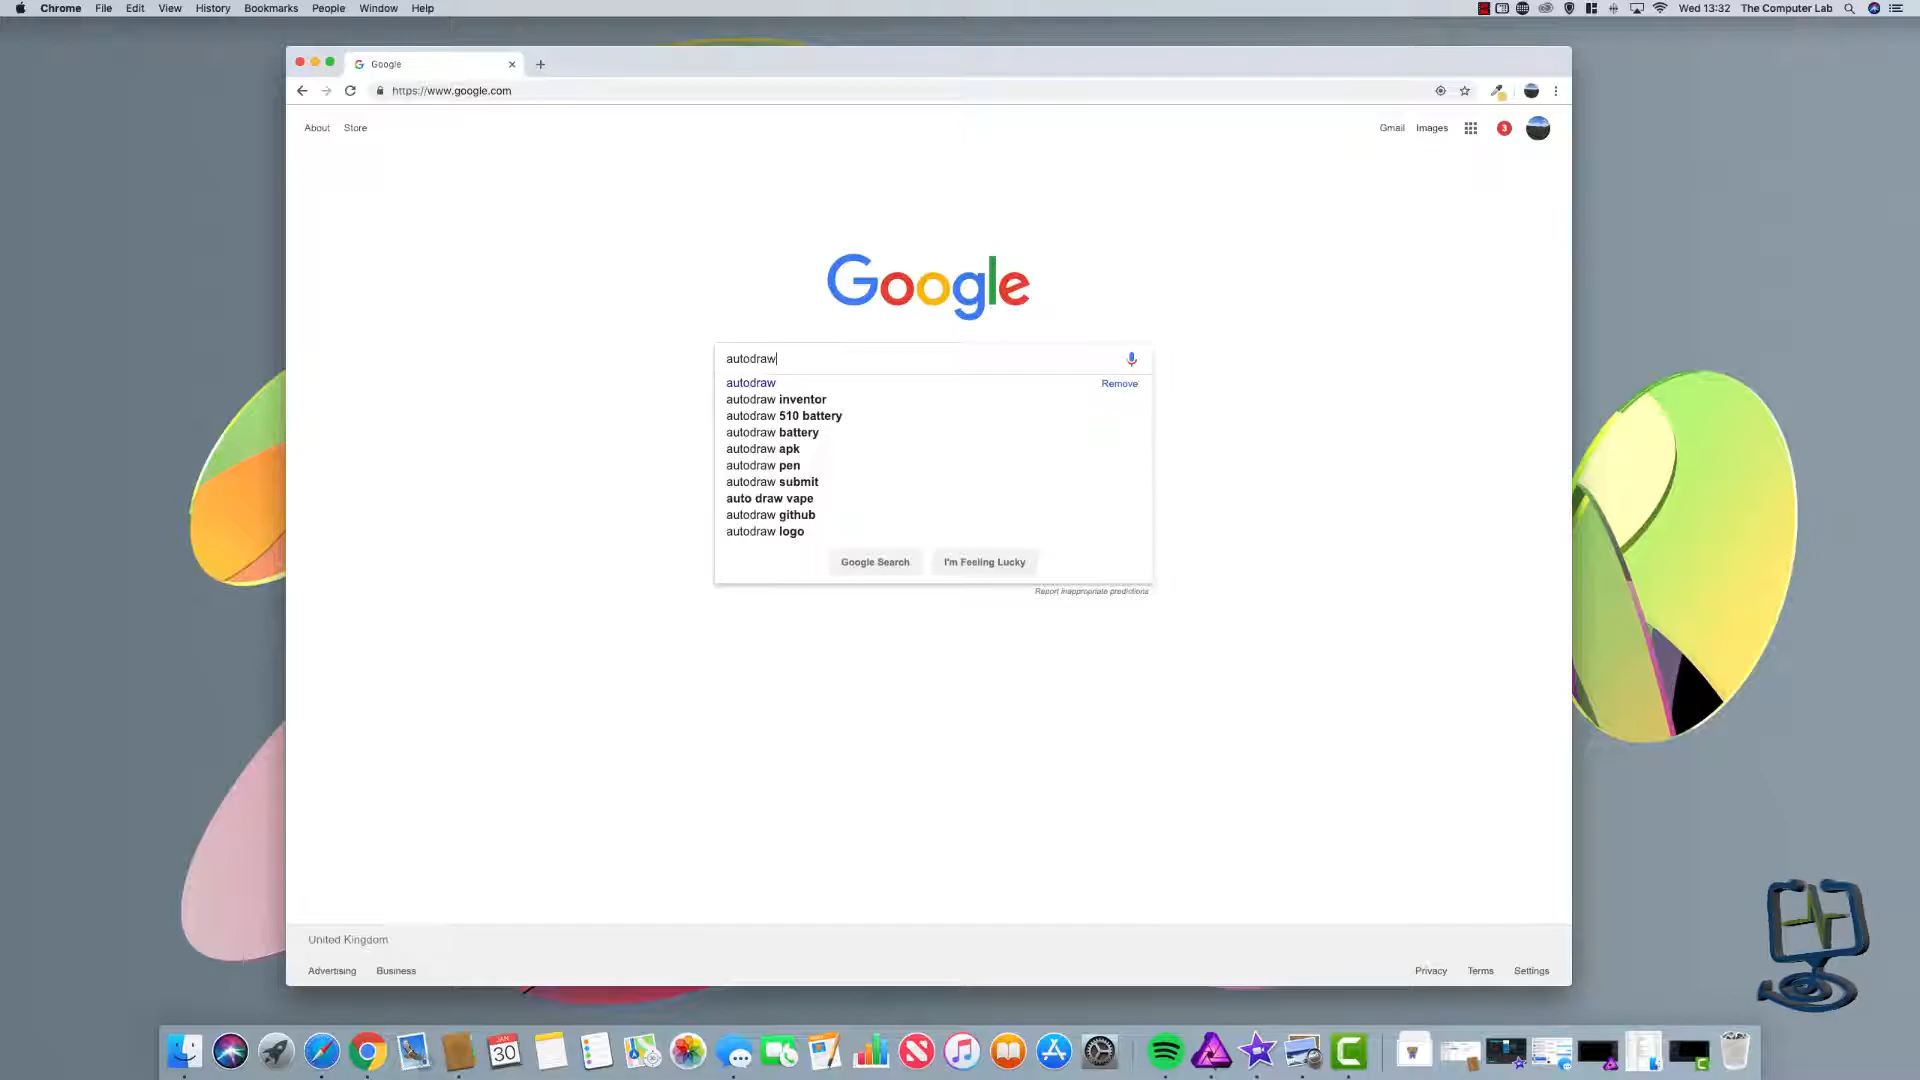 Chrome File Edit View History Bookmarks People Window Help
Wed 13:32 The Computer Lab
Google
https://www.google.com
About Store
Gmail Images
3
Google
autodraw
autodraw Remove
autodraw inventor
autodraw 510 battery
autodraw battery
autodraw apk
autodraw pen
autodraw submit
auto draw vape
autodraw github
autodraw logo
Google Search I'm Feeling Lucky
Report inappropriate predictions
United Kingdom
Advertising Business
Privacy Terms Settings
JAN
30